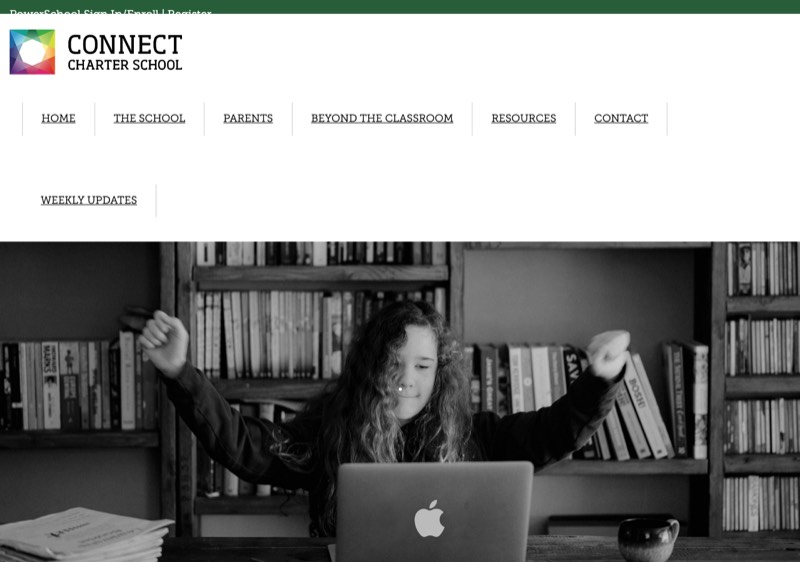 PowerSchool Sign In/Enroll | Register
CONNECT
CHARTER SCHOOL
HOME
THE SCHOOL
PARENTS
BEYOND THE CLASSROOM
RESOURCES
CONTACT
WEEKLY UPDATES
BOSH!